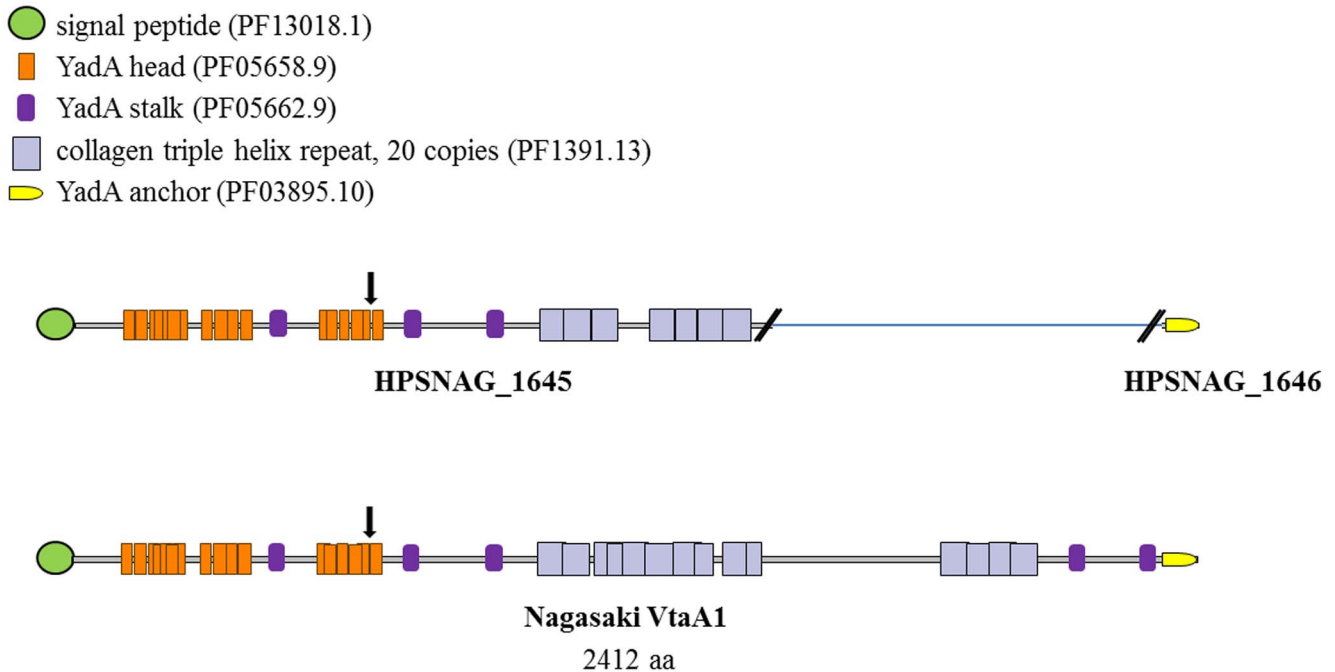 signal peptide (PF13018.1)
YadA head (PF05658.9)
YadA stalk (PF05662.9)
collagen triple helix repeat, 20 copies (PF1391.13)
YadA anchor (PF03895.10)
HPSNAG_1645
HPSNAG_1646
Nagasaki VtaA1
2412 aa